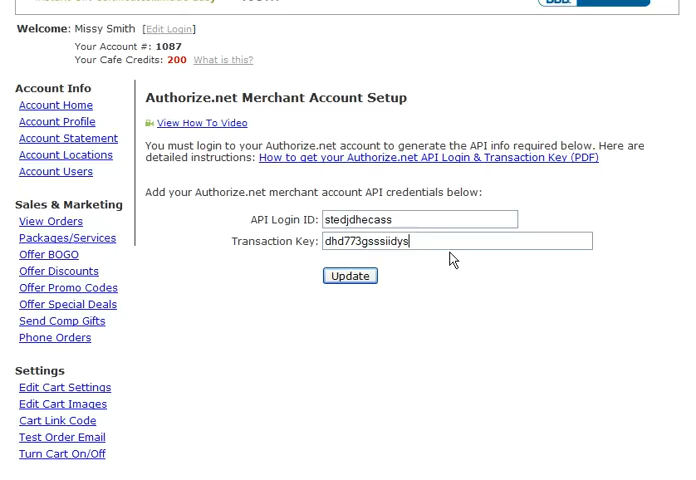 Welcome: Missy Smith [Edit Login]
Your Account #: 1087
Your Cafe Credits: 200 What is this?
Account Info
Account Home
Account Profile
Account Statement
Account Locations
Account Users
Sales & Marketing
View Orders
Packages/Services
Offer BOGO
Offer Discounts
Offer Promo Codes
Offer Special Deals
Send Comp Gifts
Phone Orders
Settings
Edit Cart Settings
Edit Cart Images
Cart Link Code
Test Order Email
Turn Cart On/Off
Authorize.net Merchant Account Setup
View How To Video
You must login to your Authorize.net account to generate the API info required below. Here are
detailed instructions: How to get your Authorize.net API Login & Transaction Key (PDF)
Add your Authorize.net merchant account API credentials below:
API Login ID: stedjdhecass
Transaction Key: dhd773gsssiidys
Update